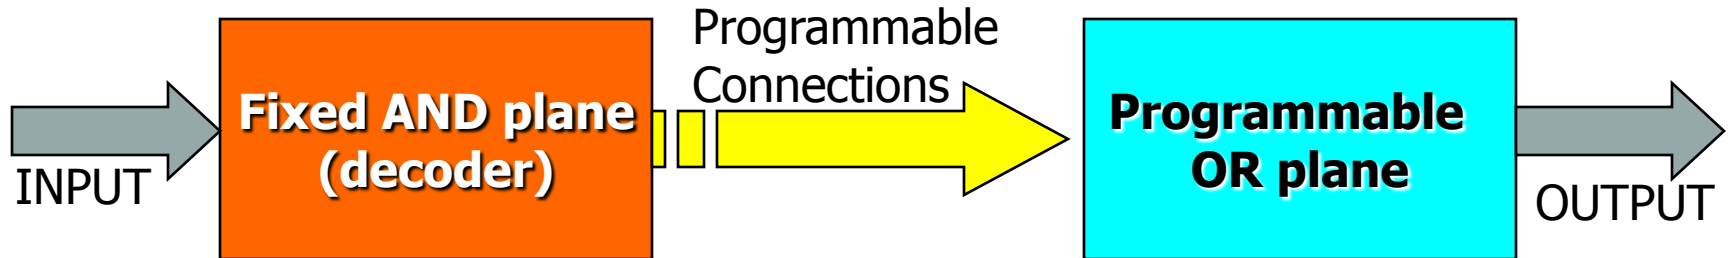 INPUT
Fixed AND plane
(decoder)
Programmable
Connections
Programmable
OR plane
OUTPUT